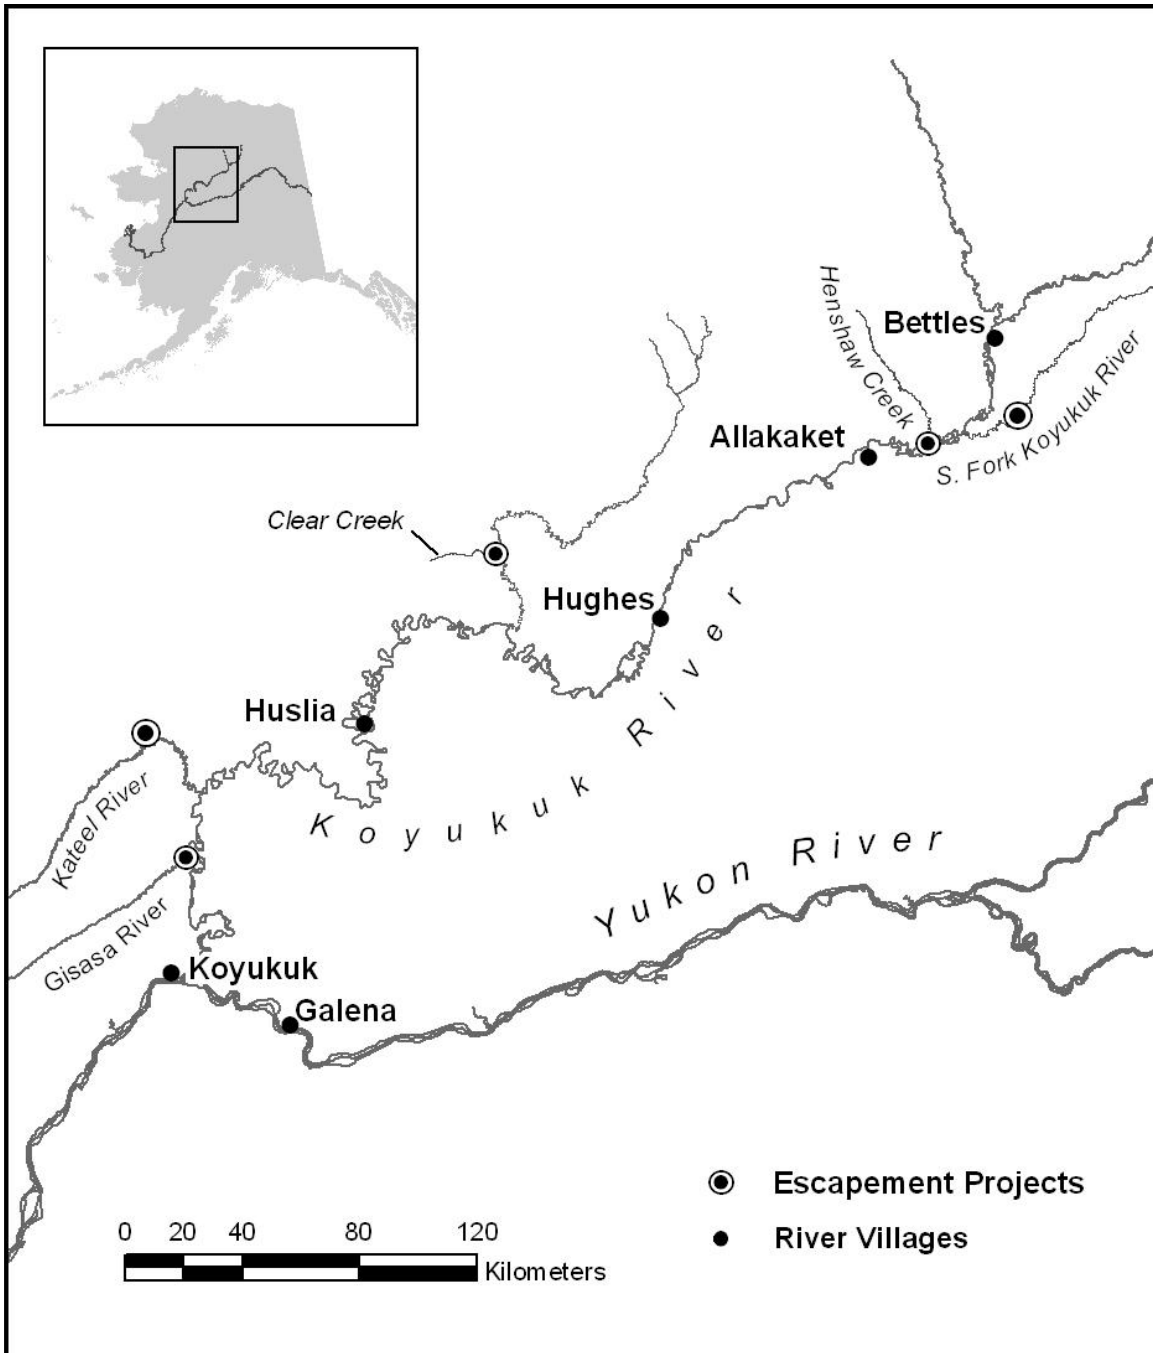 Henshaw Creek
Bettles
Allakaket
S. Fork Koyukuk River
Clear Creek
Hughes
Huslia
Koyukuk River
Kateel River
Yukon River
Gisasa River
Koyukuk
Galena
Escapement Projects
River Villages
0 20 40 80 120
Kilometers